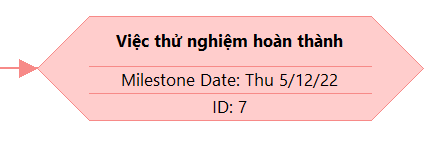 Việc thử nghiệm hoàn thành
Milestone Date: Thu 5/12/22
ID: 7